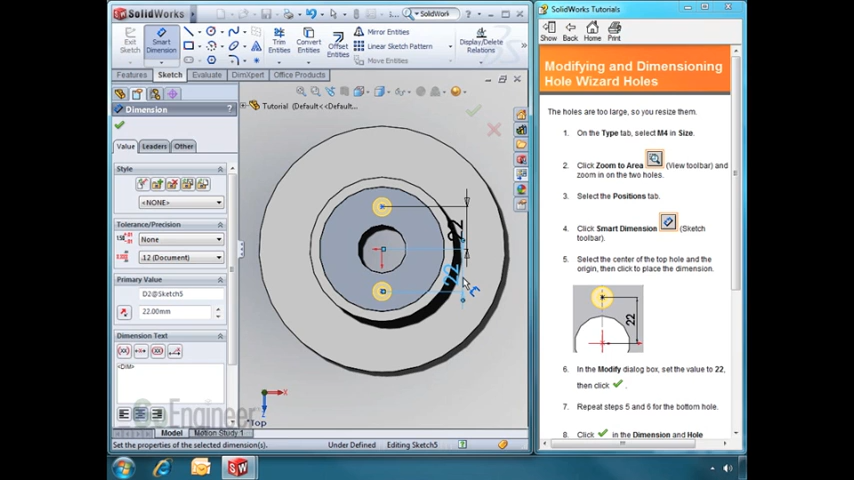 SolidWorks
SolidWork
SolidWorks Tutorials
Exit
Sketch
Smart
Dimension
Trim
Entities
Convert
Entities
Offset
Entities
Mirror Entities
Linear Sketch Pattern
Move Entities
Display/Delete
Relations
Show
Back
Home
Print
Features
Sketch
Evaluate
DimXpert
Office Products
Tutorial (Default<<Default...
Dimension
?
Value
Leaders
Other
Style
<NONE>
Tolerance/Precision
None
.12 (Document)
Primary Value
D2@Sketch5
22.00mm
Dimension Text
<DIM>
22
22
X
Top
GoEngineer
Model
Motion Study 1
Set the properties of the selected dimension(s).
Under Defined
Editing Sketch5
Modifying and Dimensioning
Hole Wizard Holes
The holes are too large, so you resize them.
1. On the Type tab, select M4 in Size.
2. Click Zoom to Area (View toolbar) and
zoom in on the two holes.
3. Select the Positions tab.
4. Click Smart Dimension (Sketch
toolbar).
5. Select the center of the top hole and the
origin, then click to place the dimension.
22
6. In the Modify dialog box, set the value to 22,
then click .
7. Repeat steps 5 and 6 for the bottom hole.
8. Click in the Dimension and Hole